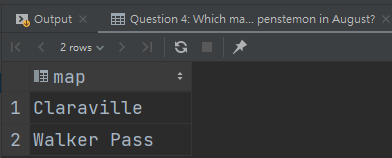 Output
Question 4: Which ma... penstemon in August?
2 rows
map
1 Claraville
2 Walker Pass